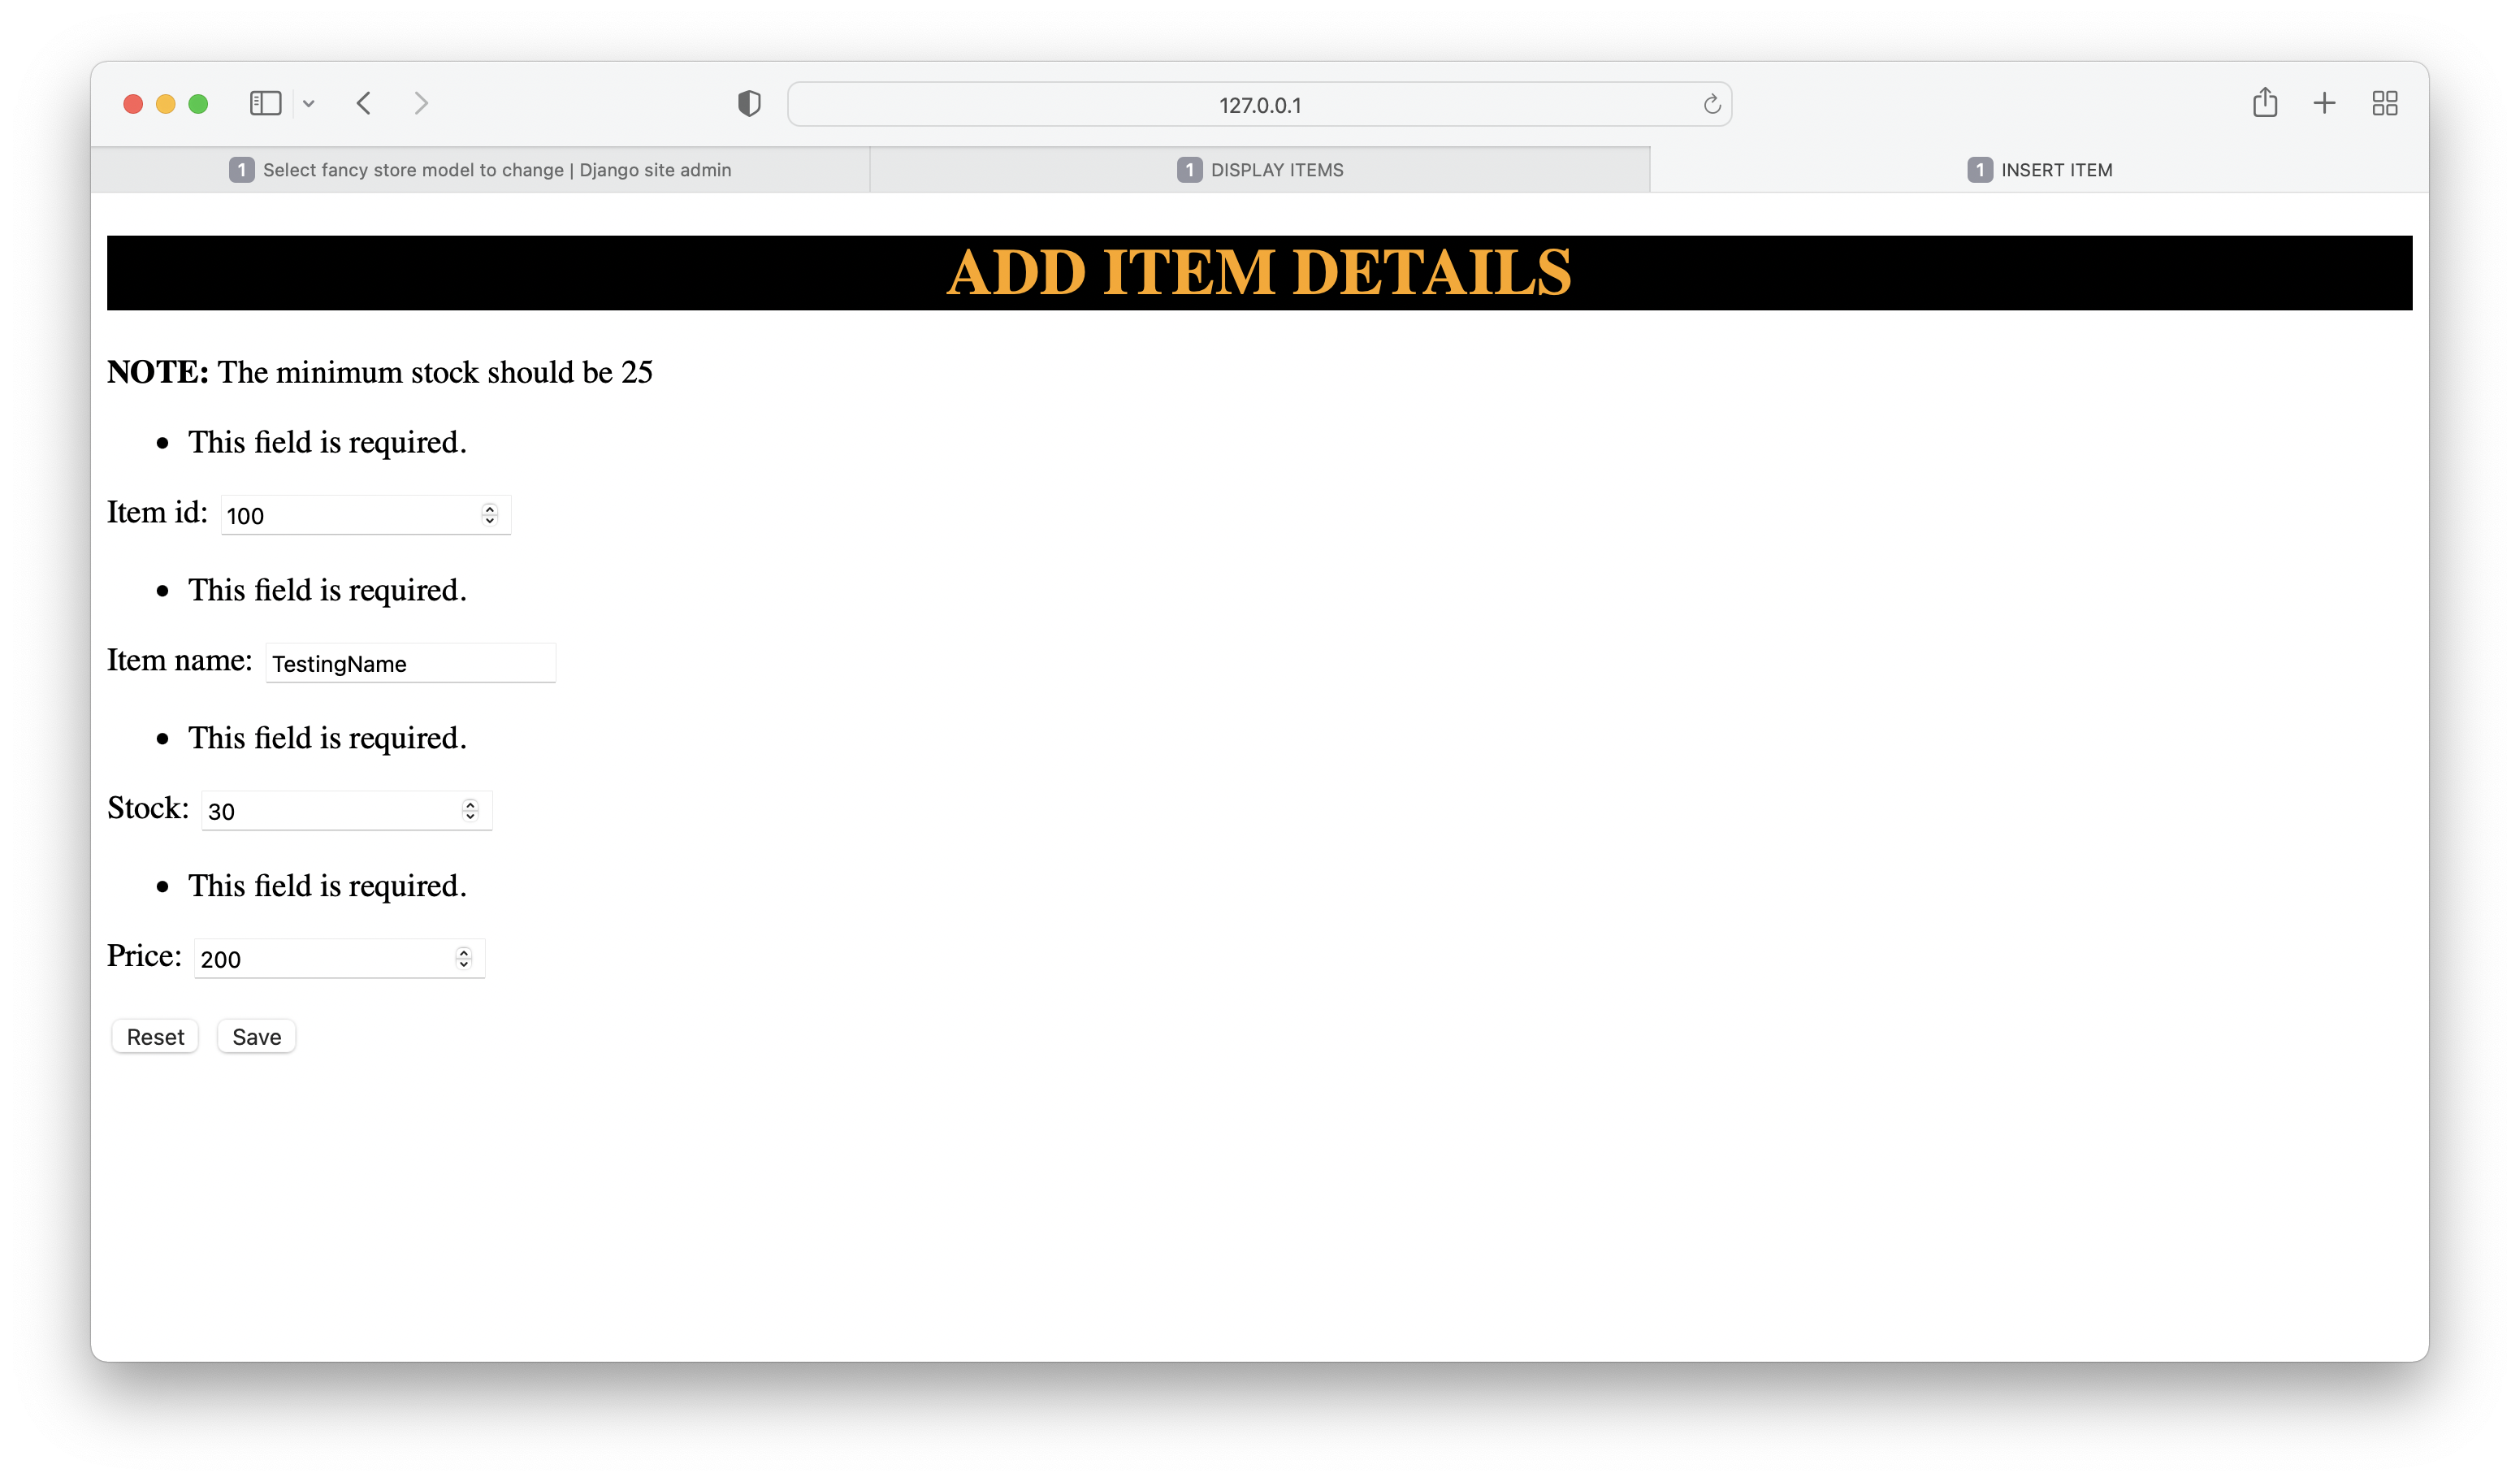 127.0.0.1
1 Select fancy store model to change | Django site admin
1 DISPLAY ITEMS
1 INSERT ITEM
ADD ITEM DETAILS
NOTE: The minimum stock should be 25
• This field is required.
Item id: 100
• This field is required.
Item name: TestingName
• This field is required.
Stock: 30
• This field is required.
Price: 200
Reset Save